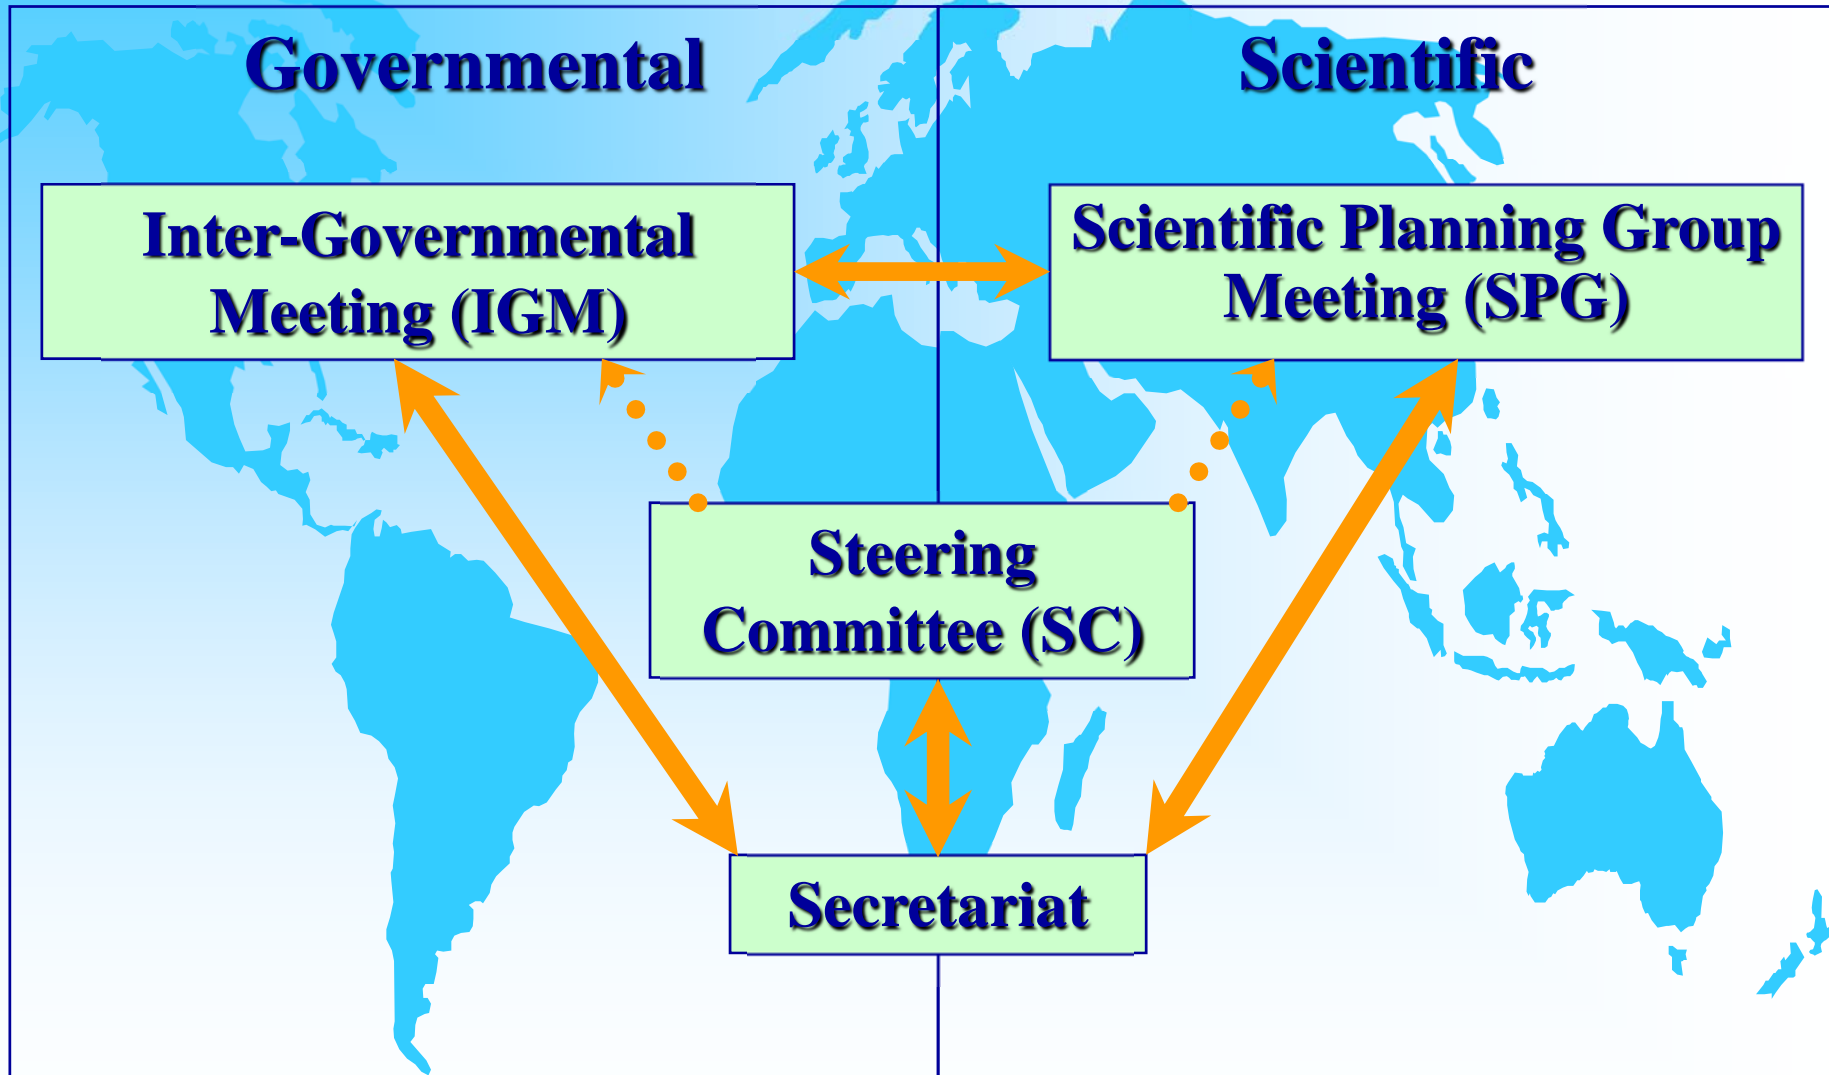 Governmental
Scientific
Inter-Governmental
Meeting (IGM)
Scientific Planning Group
Meeting (SPG)
Steering
Committee (SC)
Secretariat